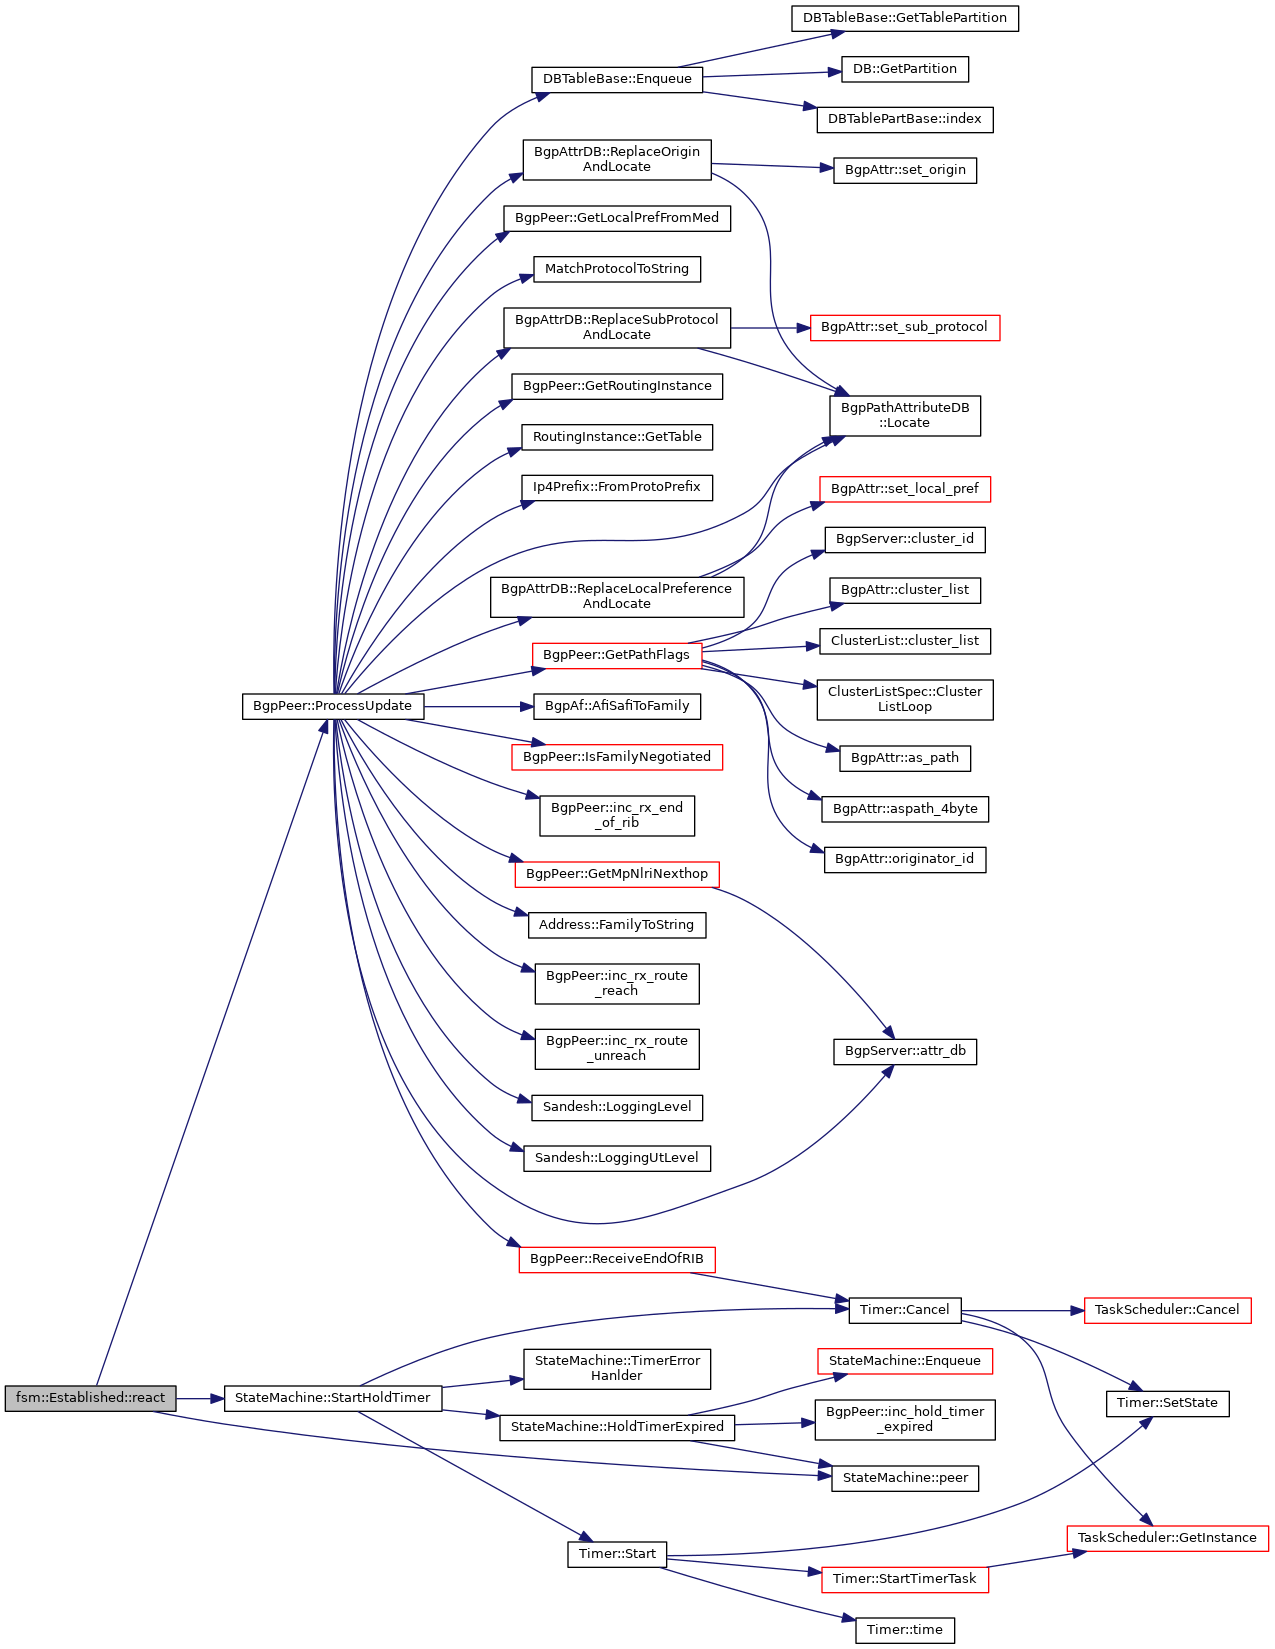 DBTableBase::GetTablePartition
DBTableBase::Enqueue
DB::GetPartition
DBTablePartBase::index
BgpAttrDB::ReplaceOrigin
AndLocate
BgpAttr::set_origin
BgpPeer::GetLocalPrefFromMed
MatchProtocolToString
BgpAttrDB::ReplaceSubProtocol
AndLocate
BgpAttr::set_sub_protocol
BgpPeer::GetRoutingInstance
BgpPathAttributeDB
::Locate
RoutingInstance::GetTable
Ip4Prefix::FromProtoPrefix
BgpAttr::set_local_pref
BgpServer::cluster_id
BgpAttrDB::ReplaceLocalPreference
AndLocate
BgpAttr::cluster_list
ClusterList::cluster_list
BgpPeer::GetPathFlags
ClusterListSpec::Cluster
ListLoop
BgpPeer::ProcessUpdate
BgpAf::AfiSafiToFamily
BgpPeer::IsFamilyNegotiated
BgpAttr::as_path
BgpPeer::inc_rx_end
_of_rib
BgpAttr::aspath_4byte
BgpAttr::originator_id
BgpPeer::GetMpNlriNexthop
Address::FamilyToString
BgpPeer::inc_rx_route
_reach
BgpPeer::inc_rx_route
_unreach
BgpServer::attr_db
Sandesh::LoggingLevel
Sandesh::LoggingUtLevel
BgpPeer::ReceiveEndOfRIB
Timer::Cancel
TaskScheduler::Cancel
StateMachine::TimerError
Hanlder
StateMachine::Enqueue
fsm::Established::react
StateMachine::StartHoldTimer
Timer::SetState
StateMachine::HoldTimerExpired
BgpPeer::inc_hold_timer
_expired
StateMachine::peer
TaskScheduler::GetInstance
Timer::Start
Timer::StartTimerTask
Timer::time